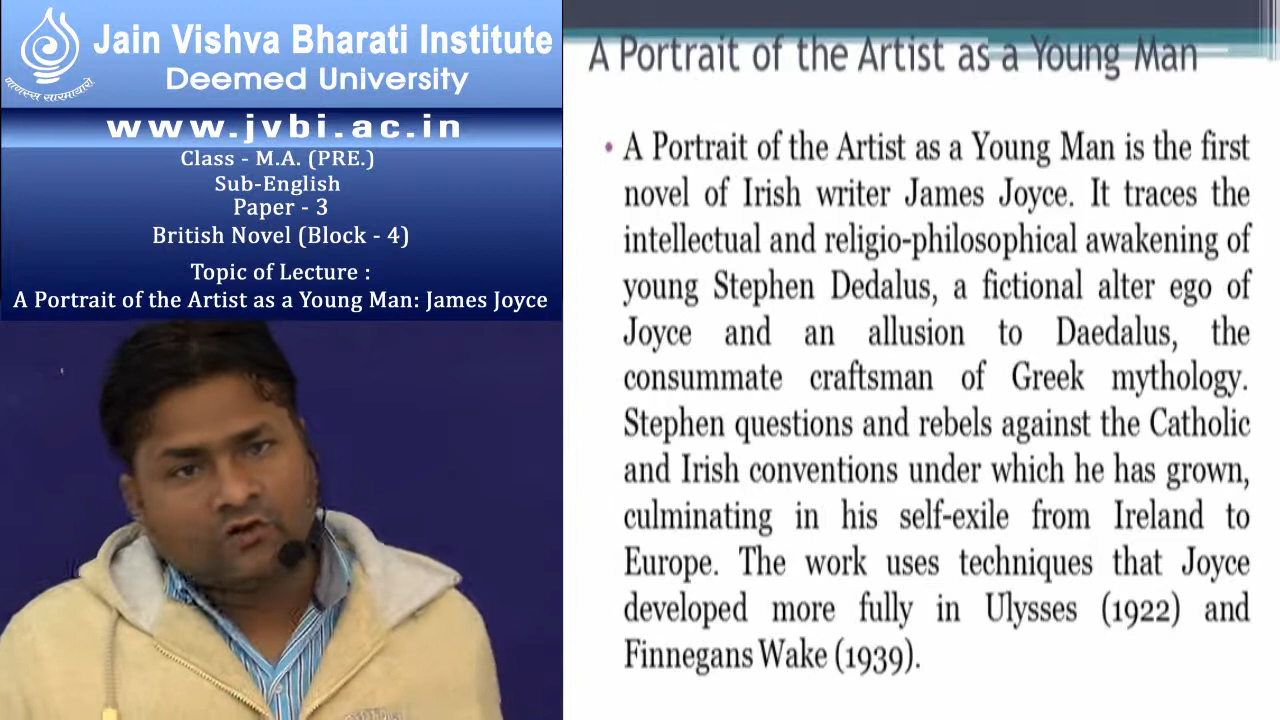 Jain Vishva Bharati Institute
Deemed University
www.jvbi.ac.in
Class - M.A. (PRE.)
Sub-English
Paper - 3
British Novel (Block - 4)
Topic of Lecture :
A Portrait of the Artist as a Young Man: James Joyce
A Portrait of the Artist as a Young Man
• A Portrait of the Artist as a Young Man is the first
novel of Irish writer James Joyce. It traces the
intellectual and religio-philosophical awakening of
young Stephen Dedalus, a fictional alter ego of
Joyce and an allusion to Daedalus, the
consummate craftsman of Greek mythology.
Stephen questions and rebels against the Catholic
and Irish conventions under which he has grown,
culminating in his self-exile from Ireland to
Europe. The work uses techniques that Joyce
developed more fully in Ulysses (1922) and
Finnegans Wake (1939).